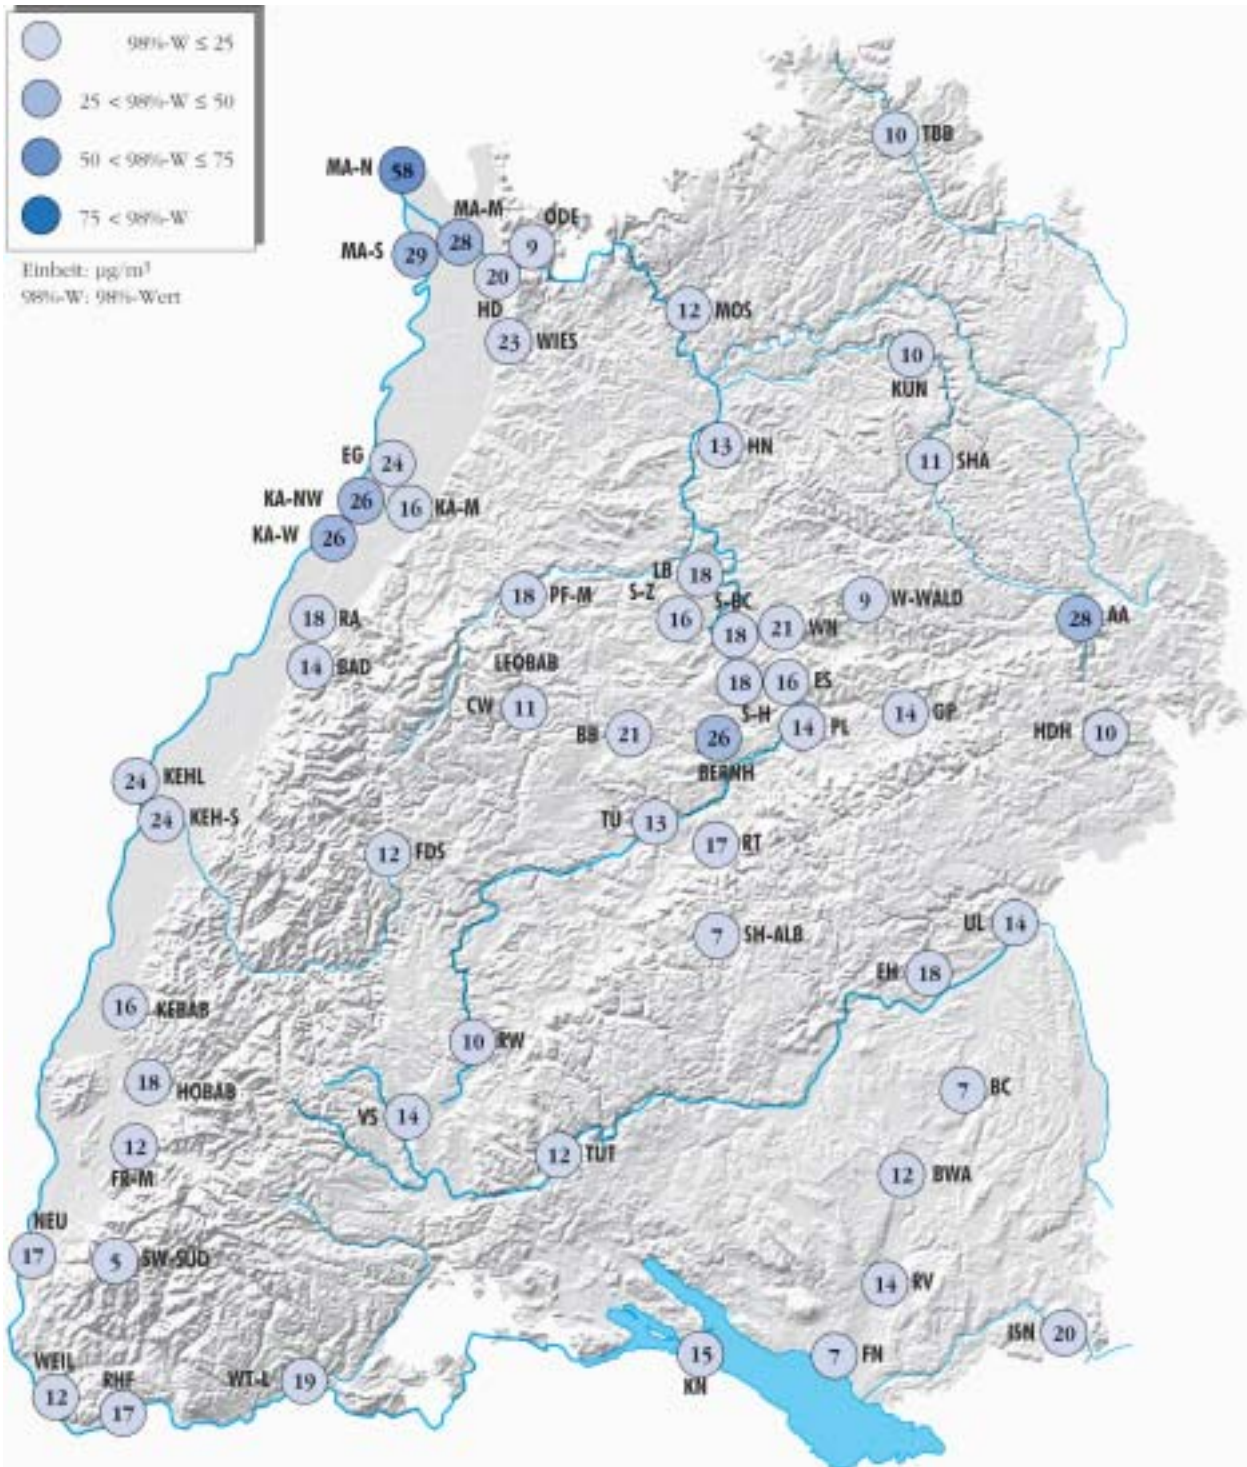 98%-W ≤ 25
25 < 98%-W ≤ 50
50 < 98%-W ≤ 75
75 < 98%-W
Einheit: µg/m³
98%-W: 98%-Wert
10 TBB
MA-N 58
MA-M 28
ODE 9
MA-S 29
20 HD
12 MOS
23 WIES
10 KUN
13 HN
EG 24
11 SHA
KA-NW 26
16 KA-M
KA-W 26
LB 18
18 PF-M
S-Z 16
S-BC 18
9 W-WALD
21 WN
28 AA
18 RA
14 BAD
LEOBAB
CW 11
18 S-H
16 ES
14 GP
14 PL
BB 21
26 BERNH
HDH 10
24 KEHL
24 KEH-S
TÜ 13
17 RT
12 FDS
7 SH-ALB
UL 14
EH 18
16 KEBAB
10 RW
18 HOBAB
7 BC
VS 14
12 FR-M
12 TUT
12 BWA
NEU 17
5 SW-SÜD
14 RV
ISN 20
15 KN
7 FN
WEIL 12
RHF 17
WT-L 19